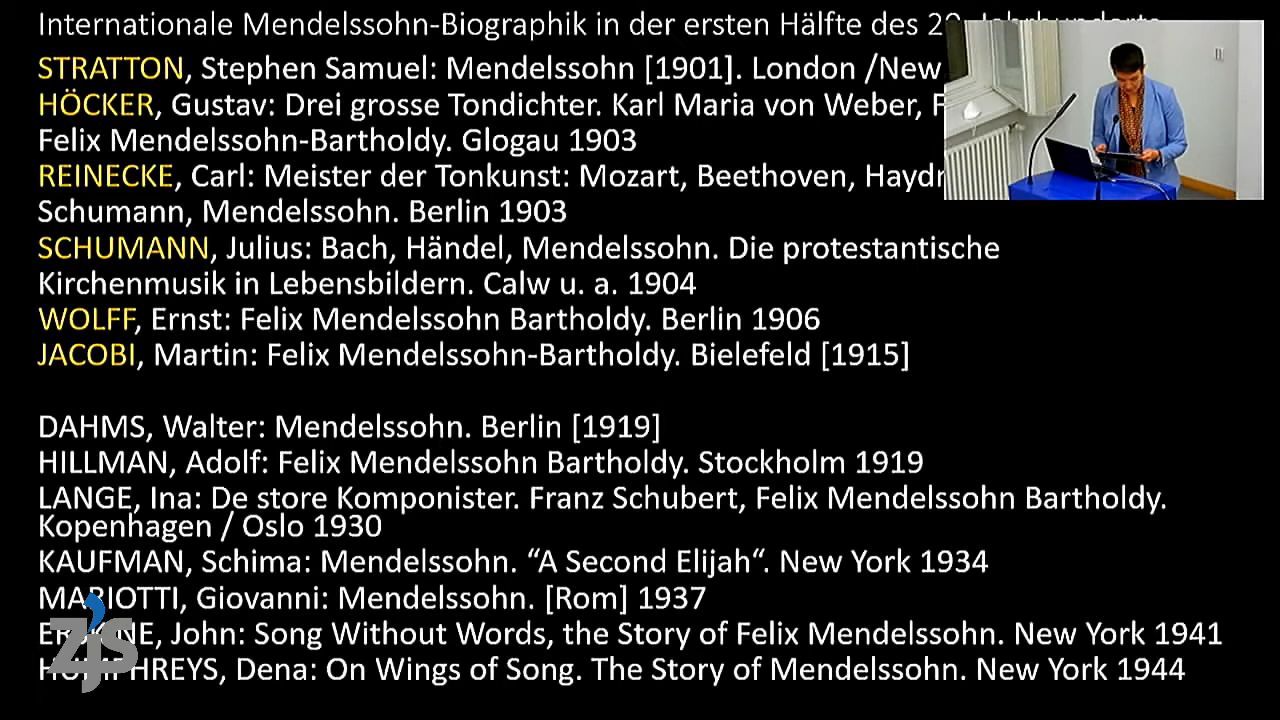 Internationale Mendelssohn-Biographik in der ersten Hälfte des
STRATTON, Stephen Samuel: Mendelssohn [1901]. London /New
HÖCKER, Gustav: Drei grosse Tondichter. Karl Maria von Weber,
Felix Mendelssohn-Bartholdy. Glogau 1903
REINECKE, Carl: Meister der Tonkunst: Mozart, Beethoven,
Schumann, Mendelssohn. Berlin 1903
SCHUMANN, Julius: Bach, Händel, Mendelssohn. Die protestantische
Kirchenmusik in Lebensbildern. Calw u. a. 1904
WOLFF, Ernst: Felix Mendelssohn Bartholdy. Berlin 1906
JACOBI, Martin: Felix Mendelssohn-Bartholdy. Bielefeld [1915]
DAHMS, Walter: Mendelssohn. Berlin [1919]
HILLMAN, Adolf: Felix Mendelssohn Bartholdy. Stockholm 1919
LANGE, Ina: De store Komponister. Franz Schubert, Felix Mendelssohn Bartholdy.
Kopenhagen / Oslo 1930
KAUFMAN, Schima: Mendelssohn. “A Second Elijah“. New York 1934
MARIOTTI, Giovanni: Mendelssohn. [Rom] 1937
John: Song Without Words, the Story of Felix Mendelssohn. New York 1941
HUMPHREYS, Dena: On Wings of Song. The Story of Mendelssohn. New York 1944
ZJS